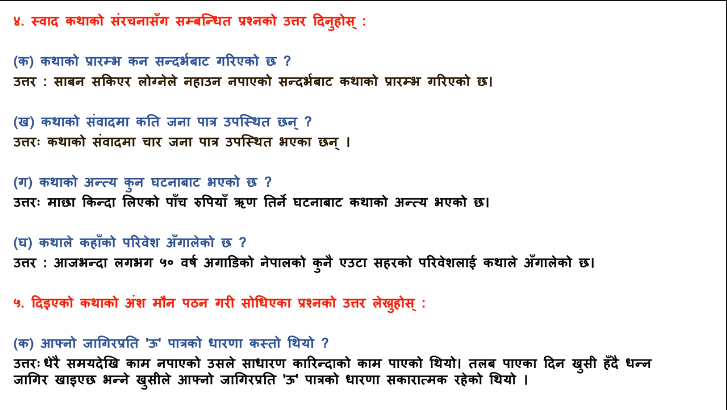 ४. स्वाद कथाको संरचनासँग सम्बन्धित प्रश्नको उत्तर दिनुहोस् :
(क) कथाको प्रारम्भ कन सन्दर्भबाट गरिएको छ ?
उत्तर : साबन सकिएर लोग्नेले नहाउन नपाएको सन्दर्भबाट कथाको प्रारम्भ गरिएको छ।
(ख) कथाको संवादमा कति जना पात्र उपस्थित छन् ?
उत्तरः कथाको संवादमा चार जना पात्र उपस्थित भएका छन् ।
(ग) कथाको अन्त्य कुन घटनाबाट भएको छ ?
उत्तरः माछा किन्दा लिएको पाँच रुपियाँ ऋण तिर्ने घटनाबाट कथाको अन्त्य भएको छ।
(घ) कथाले कहाँको परिवेश अँगालेको छ ?
उत्तर : आजभन्दा लगभग ५० वर्ष अगाडिको नेपालको कुनै एउटा सहरको परिवेशलाई कथाले अँगालेको छ।
५. दिइएको कथाको अंश मौन पठन गरी सोधिएका प्रश्नको उत्तर लेख्नुहोस् :
(क) आफ्नो जागिरप्रति 'ऊ' पात्रको धारणा कस्तो थियो ?
उत्तरः धेरै समयदेखि काम नपाएको उसले साधारण कारिन्दाको काम पाएको थियो। तलब पाएका दिन खुसी हुँदै धन्न
जागिर खाइएछ भन्ने खुसीले आफ्नो जागिरप्रति 'ऊ' पात्रको धारणा सकारात्मक रहेको थियो ।